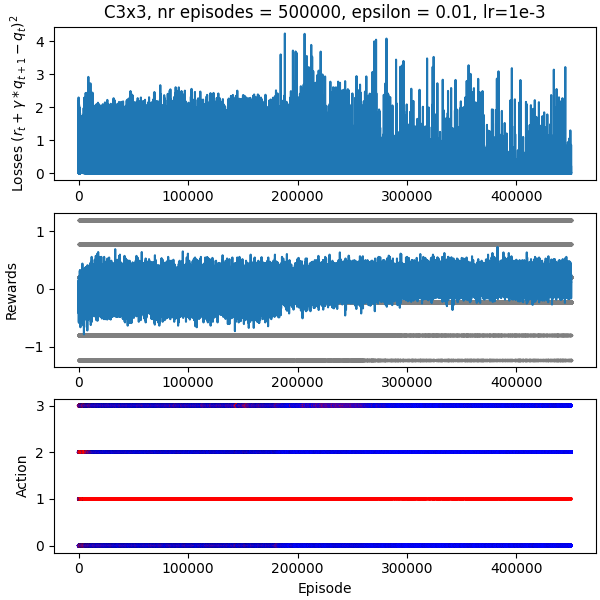 C3x3, nr episodes = 500000, epsilon = 0.01, lr=1e-3
Losses $(r_t + \gamma * q_{t+1} - q_t)^2$
4
3
2
1
0
0 100000 200000 300000 400000
Rewards
1
0
−1
0 100000 200000 300000 400000
Action
3
2
1
0
0 100000 200000 300000 400000
Episode